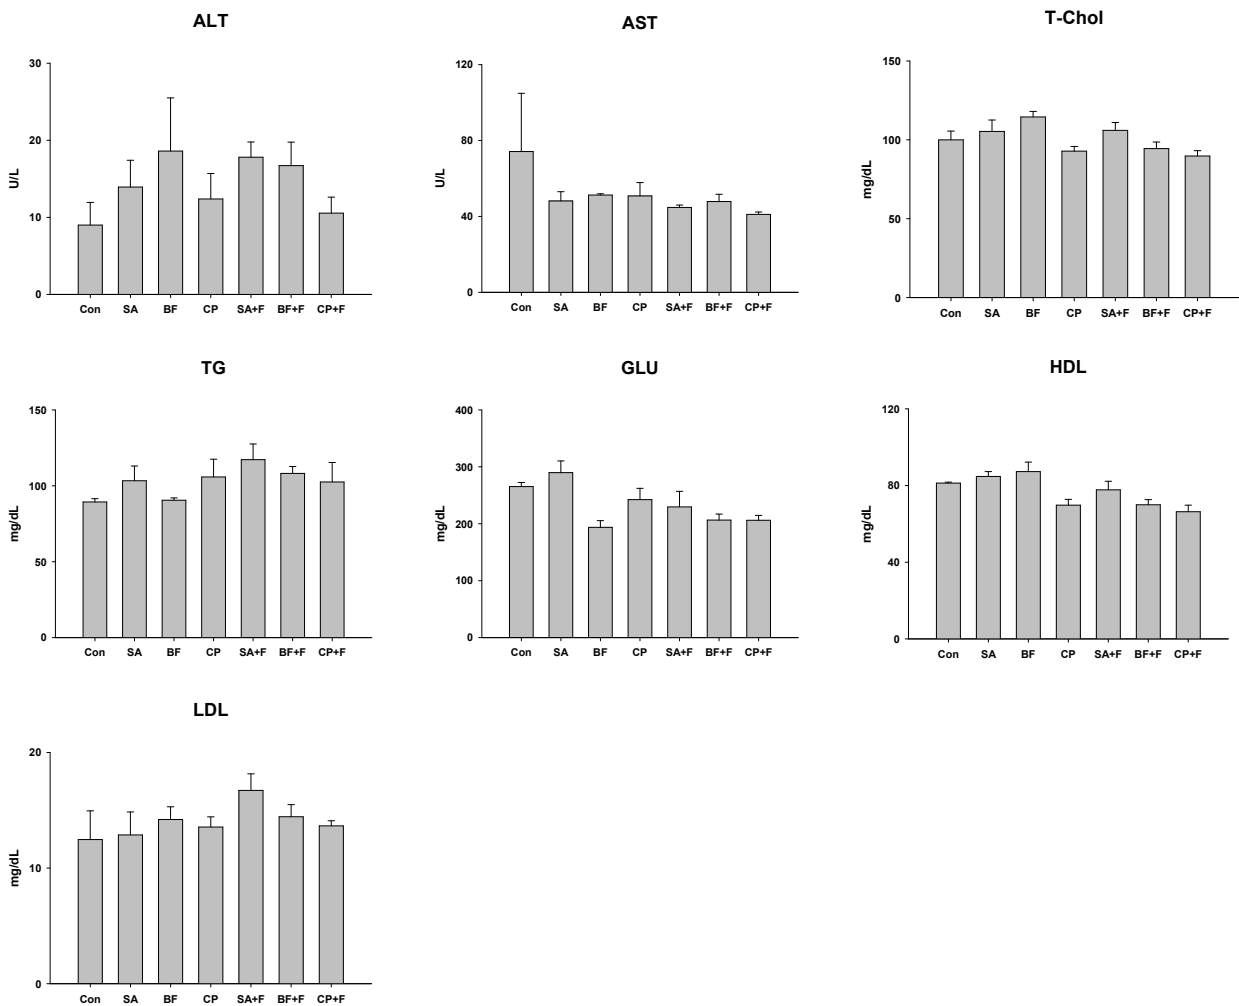 ALT
30
20
10
0
U/L
Con SA BF CP SA+F BF+F CP+F
AST
120
80
40
0
U/L
Con SA BF CP SA+F BF+F CP+F
T-Chol
150
100
50
0
mg/dL
Con SA BF CP SA+F BF+F CP+F
TG
150
100
50
0
mg/dL
Con SA BF CP SA+F BF+F CP+F
GLU
400
300
200
100
0
mg/dL
Con SA BF CP SA+F BF+F CP+F
HDL
120
80
40
0
mg/dL
Con SA BF CP SA+F BF+F CP+F
LDL
20
10
0
mg/dL
Con SA BF CP SA+F BF+F CP+F